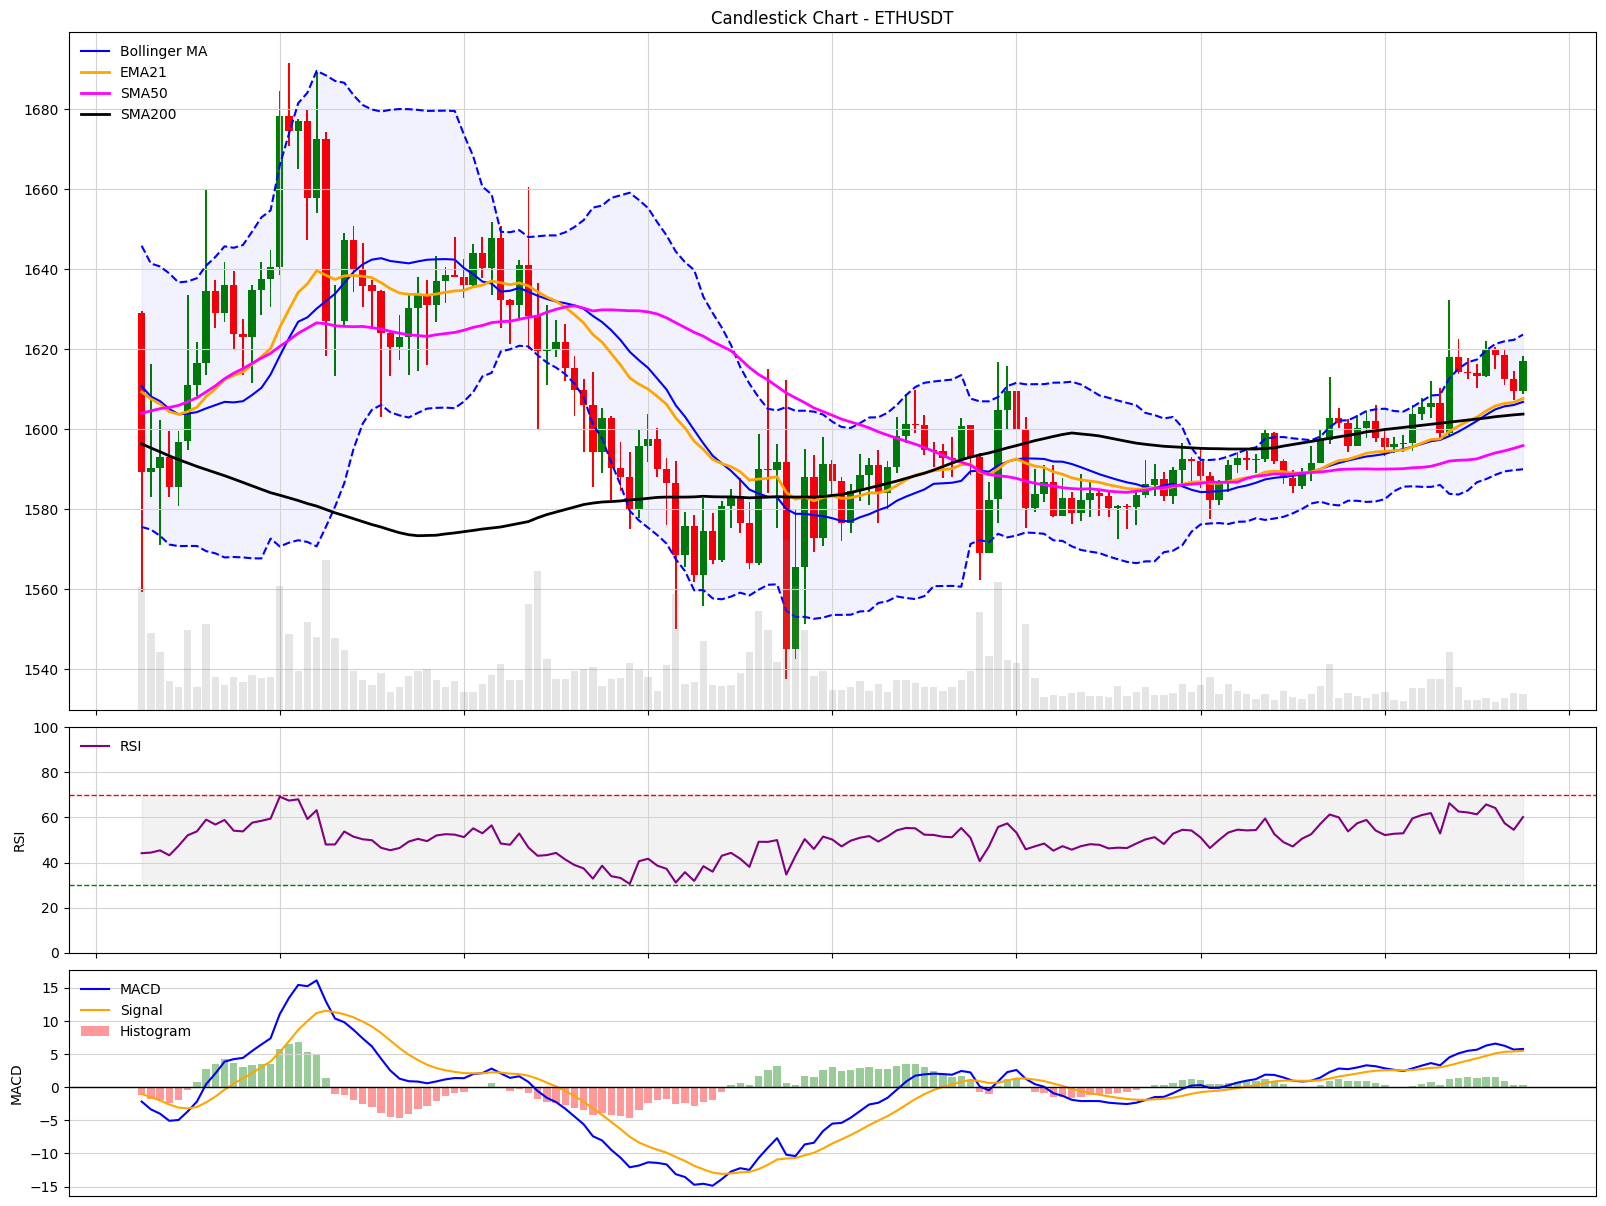 Candlestick Chart - ETHUSDT
Bollinger MA
EMA21
SMA50
SMA200
1680
1660
1640
1620
1600
1580
1560
1540
100
80
60
40
20
0
RSI
RSI
15
10
5
0
−5
−10
−15
MACD
MACD
Signal
Histogram